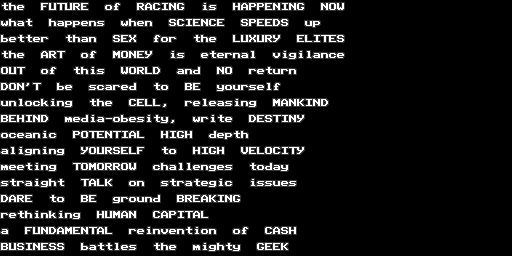 the FUTURE of RACING is HAPPENING NOW
what happens when SCIENCE SPEEDS up
better than SEX for the LUXURY ELITES
the ART of MONEY is eternal vigilance
OUT of this WORLD and NO return
DON'T be scared to BE yourself
unlocking the CELL, releasing MANKIND
BEHIND media-obesity, write DESTINY
oceanic POTENTIAL HIGH depth
aligning YOURSELF to HIGH VELOCITY
meeting TOMORROW challenges today
straight TALK on strategic issues
DARE to BE ground BREAKING
rethinking HUMAN CAPITAL
a FUNDAMENTAL reinvention of CASH
BUSINESS battles the mighty GEEK